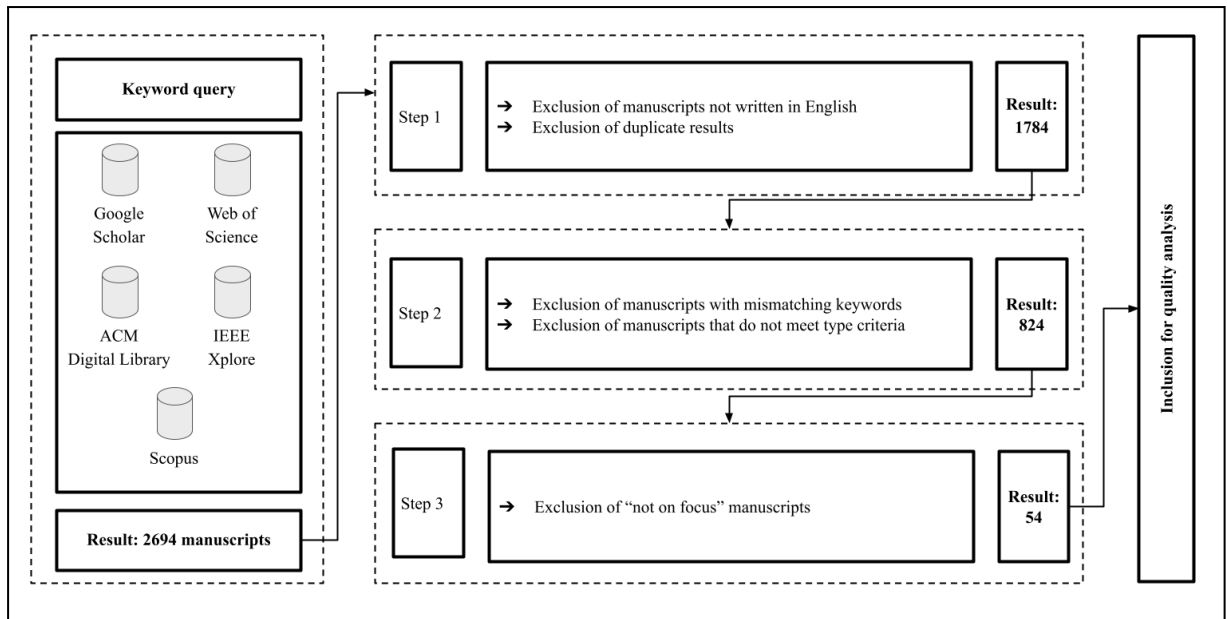 Keyword query
Google
Scholar
Web of
Science
ACM
Digital Library
IEEE
Xplore
Scopus
Result: 2694 manuscripts
Step 1
➔ Exclusion of manuscripts not written in English
➔ Exclusion of duplicate results
Result:
1784
Step 2
➔ Exclusion of manuscripts with mismatching keywords
➔ Exclusion of manuscripts that do not meet type criteria
Result:
824
Step 3
➔ Exclusion of “not on focus” manuscripts
Result:
54
Inclusion for quality analysis